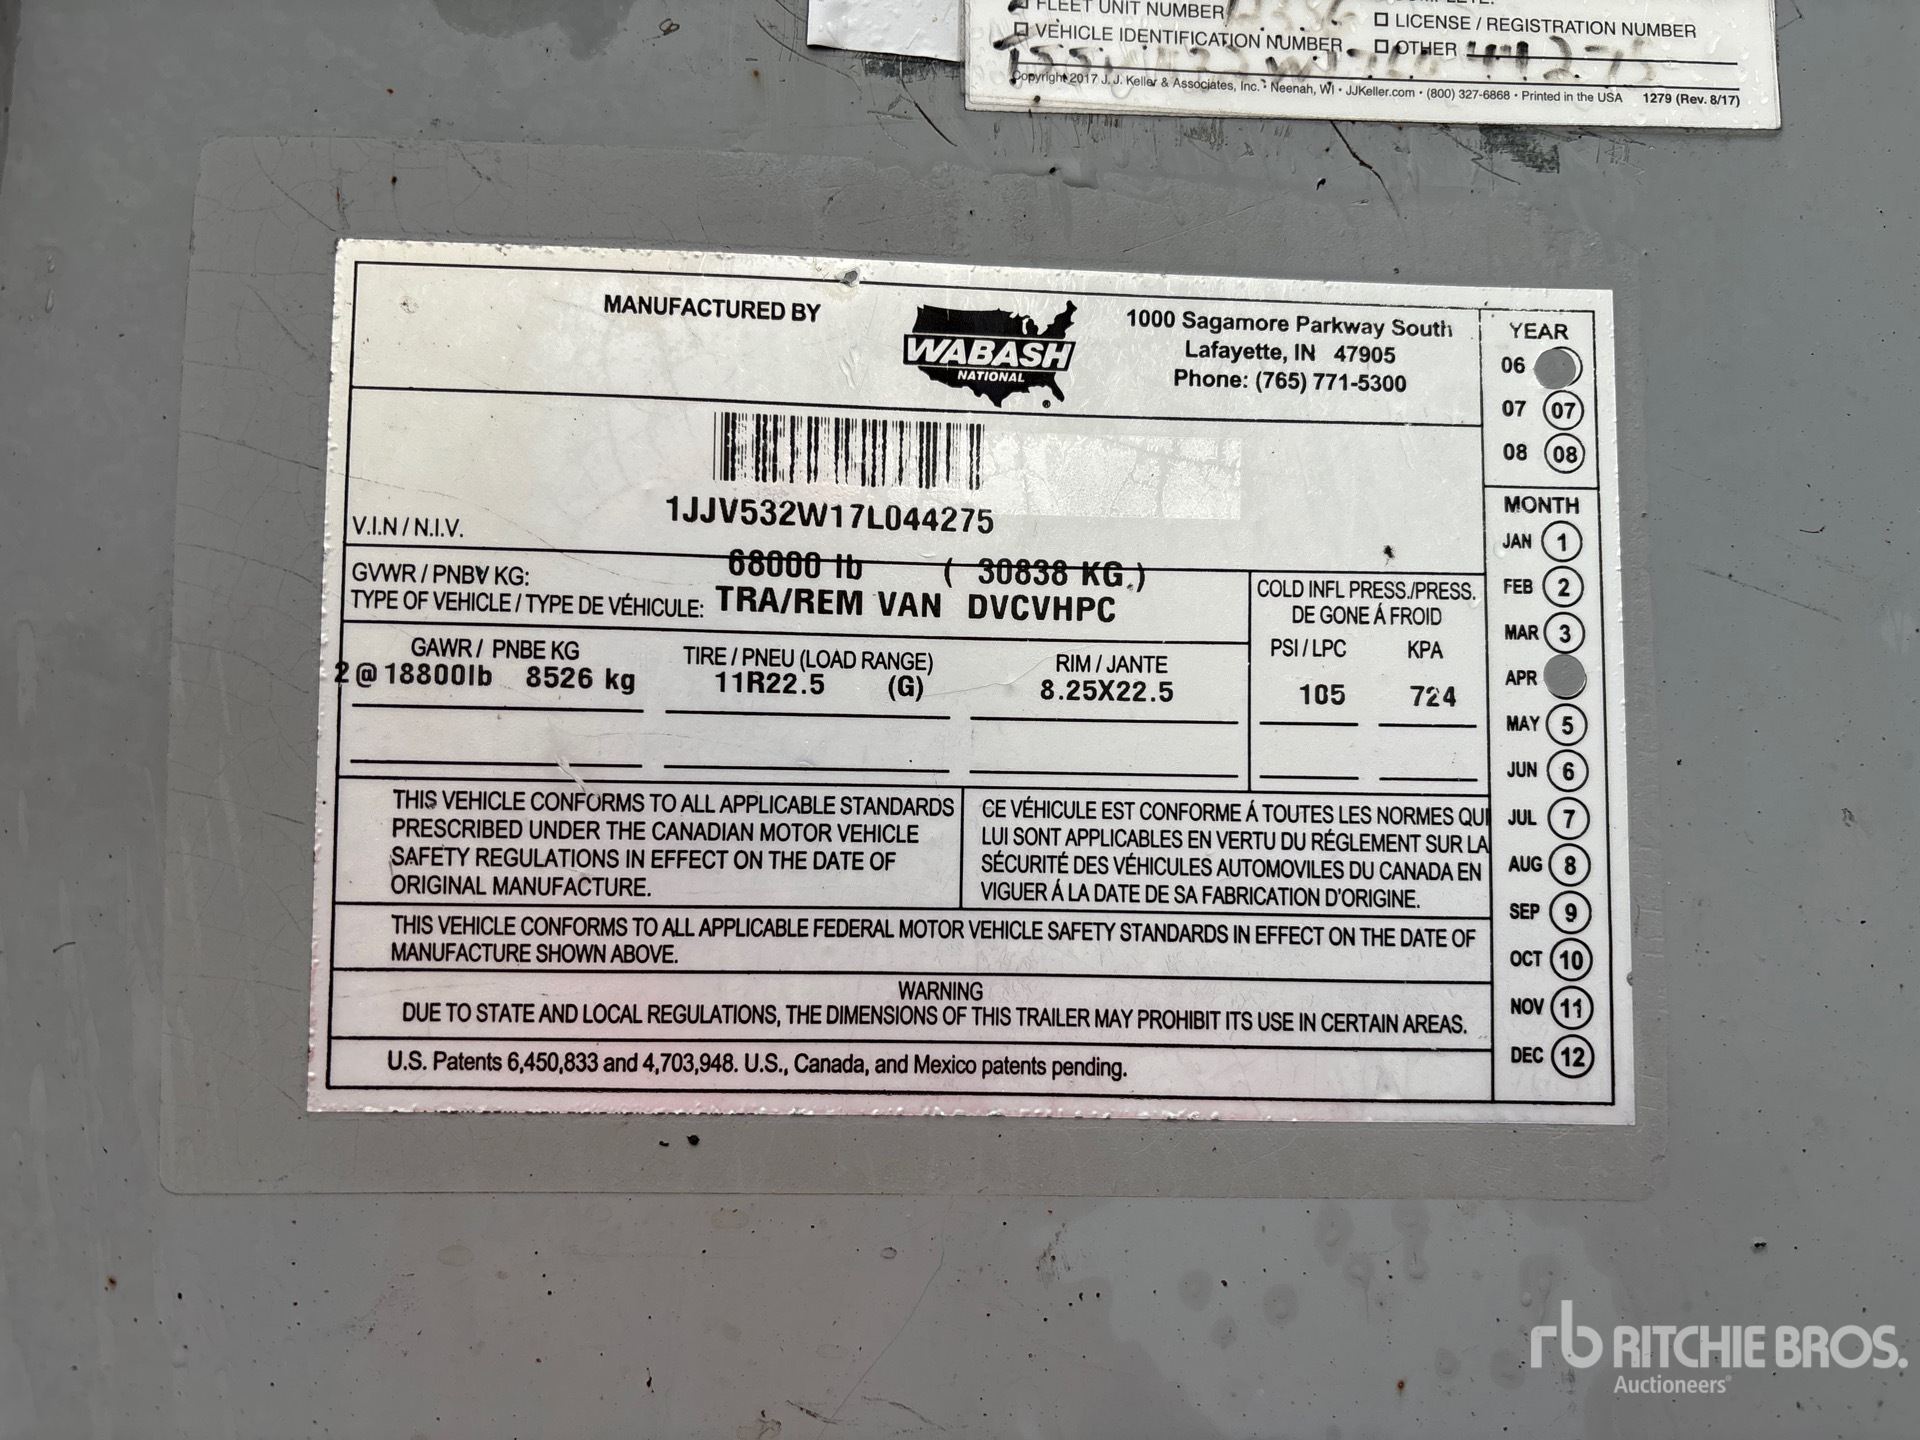 FLEET UNIT NUMBER
☐ LICENSE / REGISTRATION NUMBER
☐ VEHICLE IDENTIFICATION NUMBER ☐ OTHER
Copyright 2017 J. J. Keller & Associates, Inc. • Neenah, WI • JJKeller.com • (800) 327-6868 • Printed in the USA 1279 (Rev. 8/17)
MANUFACTURED BY
WABASH
NATIONAL
®
1000 Sagamore Parkway South
Lafayette, IN 47905
Phone: (765) 771-5300
YEAR
06
07 07
08 08
V.I.N / N.I.V.
1JJV532W17L044275
GVWR / PNBV KG: 68000 lb ( 30838 KG.)
TYPE OF VEHICLE / TYPE DE VÉHICULE: TRA/REM VAN DVCVHPC
COLD INFL PRESS./PRESS.
DE GONE Á FROID
PSI / LPC KPA
105 724
GAWR / PNBE KG TIRE / PNEU (LOAD RANGE) RIM / JANTE
2 @ 18800lb 8526 kg 11R22.5 (G) 8.25X22.5
MONTH
JAN 1
FEB 2
MAR 3
APR
MAY 5
JUN 6
JUL 7
AUG 8
SEP 9
OCT 10
NOV 11
DEC 12
THIS VEHICLE CONFORMS TO ALL APPLICABLE STANDARDS
PRESCRIBED UNDER THE CANADIAN MOTOR VEHICLE
SAFETY REGULATIONS IN EFFECT ON THE DATE OF
ORIGINAL MANUFACTURE.
CE VÉHICULE EST CONFORME Á TOUTES LES NORMES QUI
LUI SONT APPLICABLES EN VERTU DU RÉGLEMENT SUR LA
SÉCURITÉ DES VÉHICULES AUTOMOVILES DU CANADA EN
VIGUER Á LA DATE DE SA FABRICATION D'ORIGINE.
THIS VEHICLE CONFORMS TO ALL APPLICABLE FEDERAL MOTOR VEHICLE SAFETY STANDARDS IN EFFECT ON THE DATE OF
MANUFACTURE SHOWN ABOVE.
WARNING
DUE TO STATE AND LOCAL REGULATIONS, THE DIMENSIONS OF THIS TRAILER MAY PROHIBIT ITS USE IN CERTAIN AREAS.
U.S. Patents 6,450,833 and 4,703,948. U.S., Canada, and Mexico patents pending.
rb RITCHIE BROS.
Auctioneers